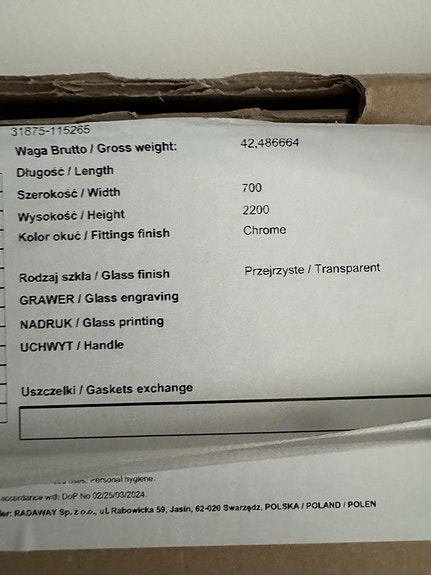 31875-115265
Waga Brutto / Gross weight: 42,486664
Długość / Length
Szerokość / Width 700
Wysokość / Height 2200
Kolor okuć / Fittings finish Chrome
Rodzaj szkła / Glass finish Przejrzyste / Transparent
GRAWER / Glass engraving
NADRUK / Glass printing
UCHWYT / Handle
Uszczelki / Gaskets exchange
Personal hygiene.
accordance with DoP No 02/25/03/2024.
RADAWAY Sp. z o.o., ul. Rabowicka 59, Jasin, 62-020 Swarzędz, POLSKA / POLAND / POLEN